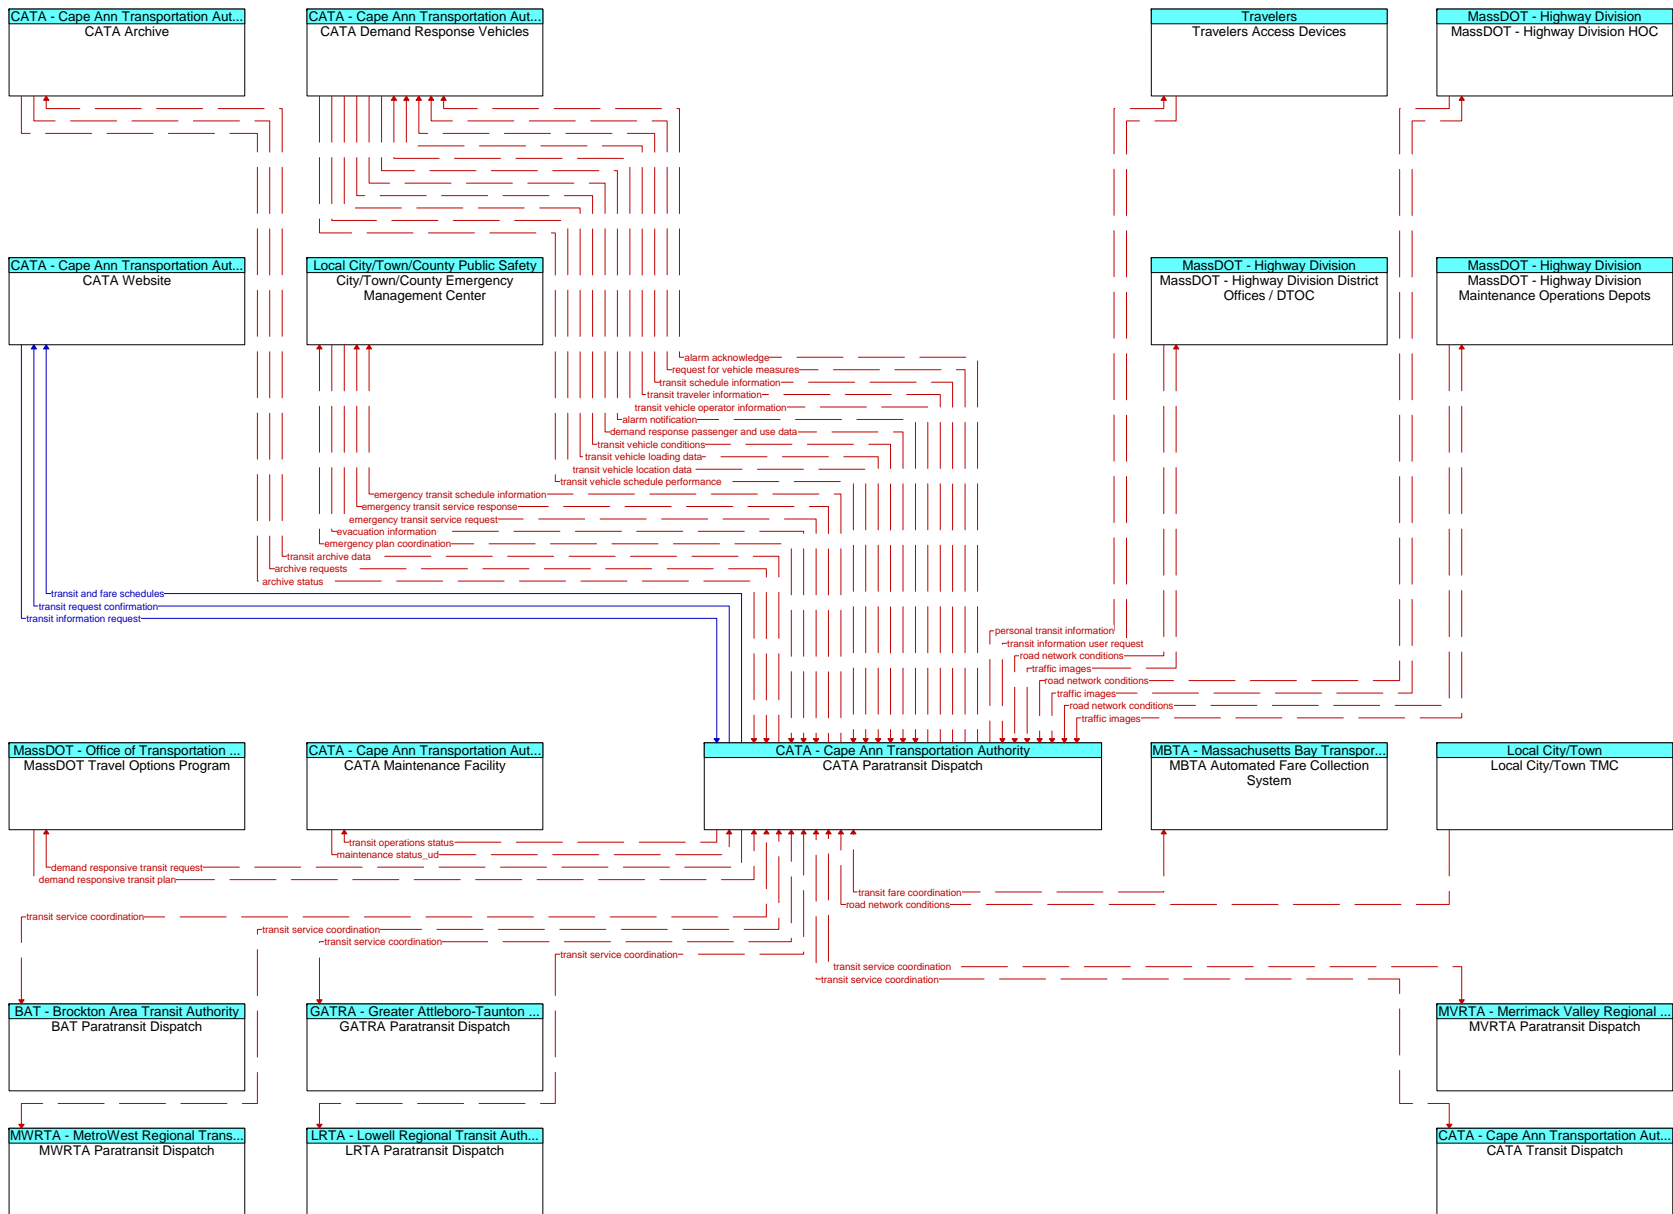 CATA - Cape Ann Transportation Aut...
CATA Archive
CATA - Cape Ann Transportation Aut...
CATA Demand Response Vehicles
Travelers
Travelers Access Devices
MassDOT - Highway Division
MassDOT - Highway Division HOC
CATA - Cape Ann Transportation Aut...
CATA Website
Local City/Town/County Public Safety
City/Town/County Emergency
Management Center
MassDOT - Highway Division
MassDOT - Highway Division District
Offices / DTOC
MassDOT - Highway Division
MassDOT - Highway Division
Maintenance Operations Depots
alarm acknowledge
request for vehicle measures
transit schedule information
transit traveler information
transit vehicle operator information
alarm notification
demand response passenger and use data
transit vehicle conditions
transit vehicle loading data
transit vehicle location data
transit vehicle schedule performance
emergency transit schedule information
emergency transit service response
emergency transit service request
evacuation information
emergency plan coordination
transit archive data
archive requests
archive status
transit and fare schedules
transit request confirmation
transit information request
personal transit information
transit information user request
road network conditions
traffic images
road network conditions
traffic images
road network conditions
traffic images
MassDOT - Office of Transportation ...
MassDOT Travel Options Program
CATA - Cape Ann Transportation Aut...
CATA Maintenance Facility
CATA - Cape Ann Transportation Authority
CATA Paratransit Dispatch
MBTA - Massachusetts Bay Transpor...
MBTA Automated Fare Collection
System
Local City/Town
Local City/Town TMC
transit operations status
maintenance status_ud
demand responsive transit request
demand responsive transit plan
transit fare coordination
road network conditions
transit service coordination
transit service coordination
transit service coordination
transit service coordination
transit service coordination
transit service coordination
BAT - Brockton Area Transit Authority
BAT Paratransit Dispatch
GATRA - Greater Attleboro-Taunton ...
GATRA Paratransit Dispatch
MVRTA - Merrimack Valley Regional ...
MVRTA Paratransit Dispatch
MWRTA - MetroWest Regional Trans...
MWRTA Paratransit Dispatch
LRTA - Lowell Regional Transit Auth...
LRTA Paratransit Dispatch
CATA - Cape Ann Transportation Aut...
CATA Transit Dispatch